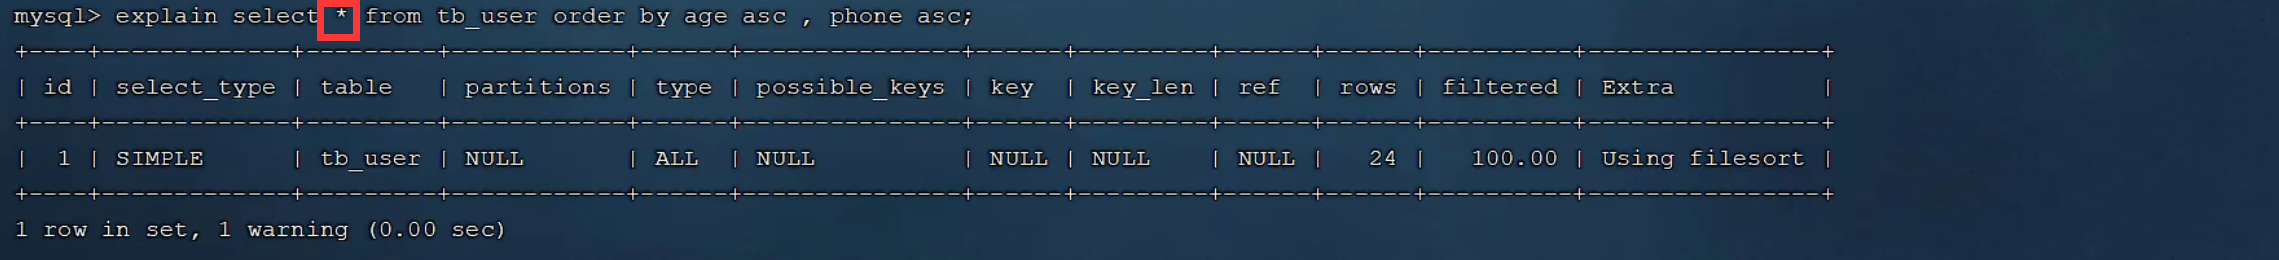 mysql> explain select * from tb_user order by age asc , phone asc;
+----+-------------+---------+------------+------+---------------+------+---------+------+------+----------+----------------+
| id | select_type | table   | partitions | type | possible_keys | key  | key_len | ref  | rows | filtered | Extra          |
+----+-------------+---------+------------+------+---------------+------+---------+------+------+----------+----------------+
|  1 | SIMPLE      | tb_user | NULL       | ALL  | NULL          | NULL | NULL    | NULL |   24 |   100.00 | Using filesort |
+----+-------------+---------+------------+------+---------------+------+---------+------+------+----------+----------------+
1 row in set, 1 warning (0.00 sec)